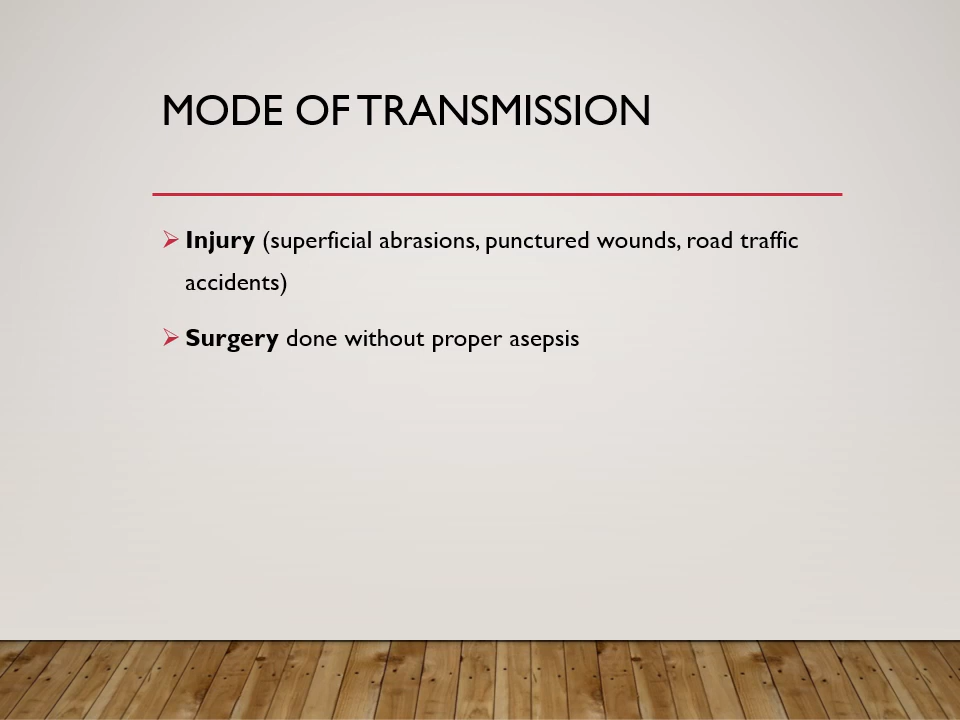 MODE OF TRANSMISSION
➢ Injury (superficial abrasions, punctured wounds, road traffic
accidents)
➢ Surgery done without proper asepsis